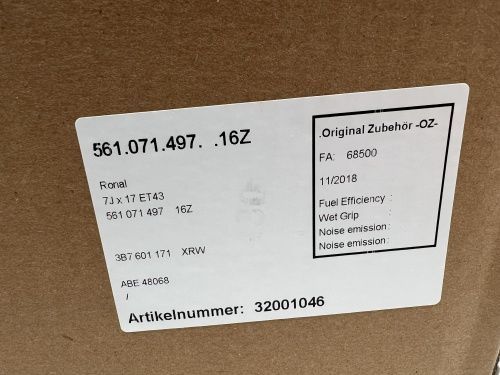 561.071.497. .16Z
Ronal
7J x 17 ET43
561 071 497 16Z
3B7 601 171 XRW
ABE 48068
/
Artikelnummer: 32001046
.Original Zubehör -OZ-
FA: 68500
11/2018
Fuel Efficiency :
Wet Grip :
Noise emission :
Noise emission: